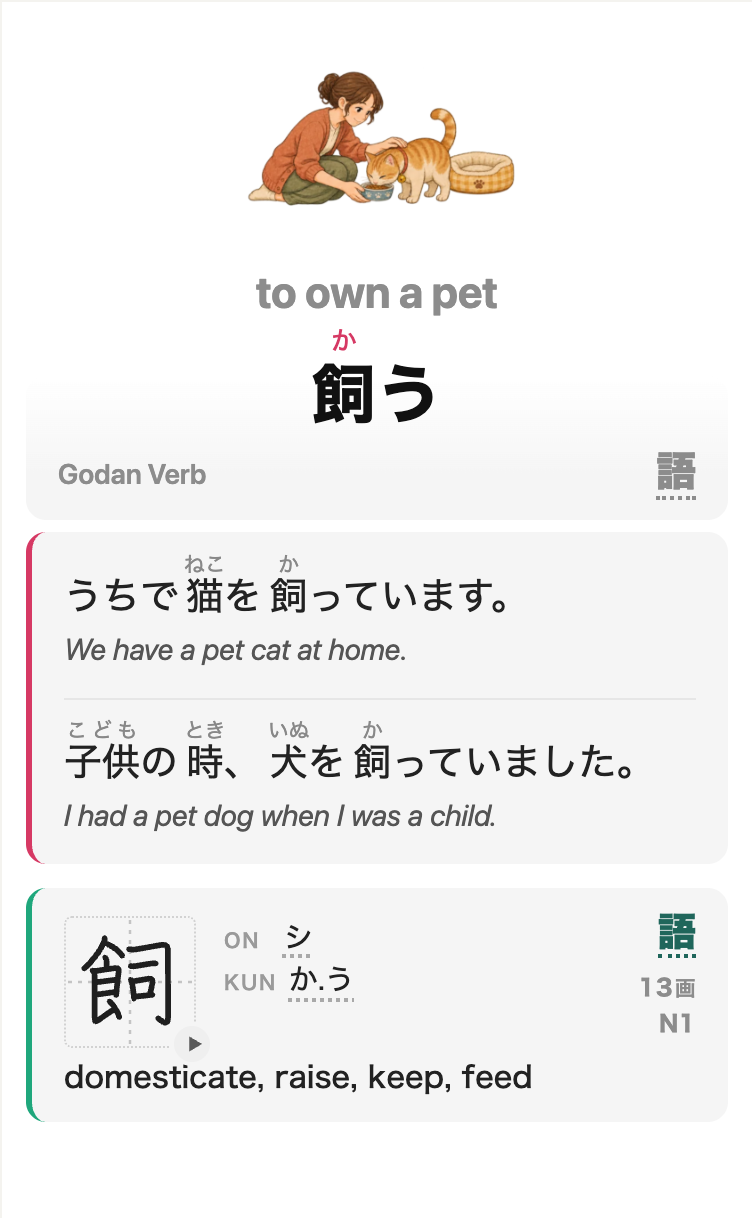 to own a pet
か
飼う
Godan Verb
語
ねこ か
うちで猫を飼っています。
We have a pet cat at home.
こども とき いぬ か
子供の時、犬を飼っていました。
I had a pet dog when I was a child.
飼
ON シ
KUN か.う
語
13画
N1
domesticate, raise, keep, feed